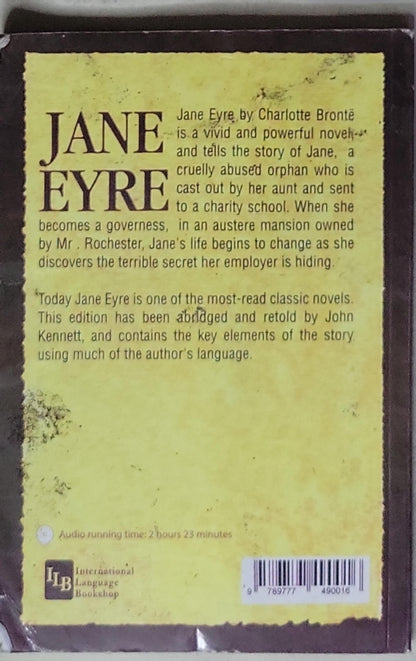 JANE
EYRE
Jane Eyre by Charlotte Brontë
is a vivid and powerful novel
and tells the story of Jane, a
cruelly abused orphan who is
cast out by her aunt and sent
to a charity school. When she
becomes a governess, in an austere mansion owned
by Mr . Rochester, Jane's life begins to change as she
discovers the terrible secret her employer is hiding.
Today Jane Eyre is one of the most-read classic novels.
This edition has been abridged and retold by John
Kennett, and contains the key elements of the story
using much of the author's language.
Audio running time: 2 hours 23 minutes
ILB
International
Language
Bookshop
9 789777 490016